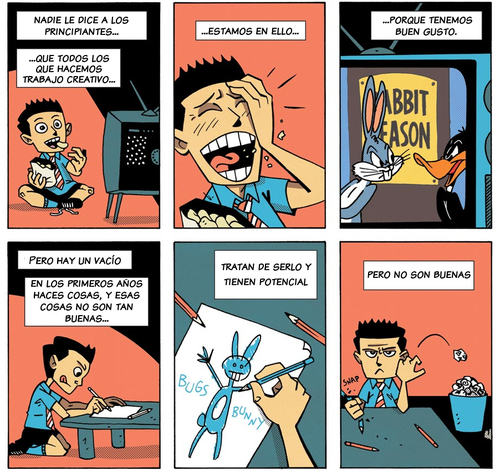 NADIE LE DICE A LOS
PRINCIPIANTES...
...QUE TODOS LOS
QUE HACEMOS
TRABAJO CREATIVO...
...ESTAMOS EN ELLO...
...PORQUE TENEMOS
BUEN GUSTO.
ABBIT
EASON
PERO HAY UN VACÍO
EN LOS PRIMEROS AÑOS
HACES COSAS, Y ESAS
COSAS NO SON TAN
BUENAS...
TRATAN DE SERLO Y
TIENEN POTENCIAL
BUGS
BUNNY
PERO NO SON BUENAS
SNAP